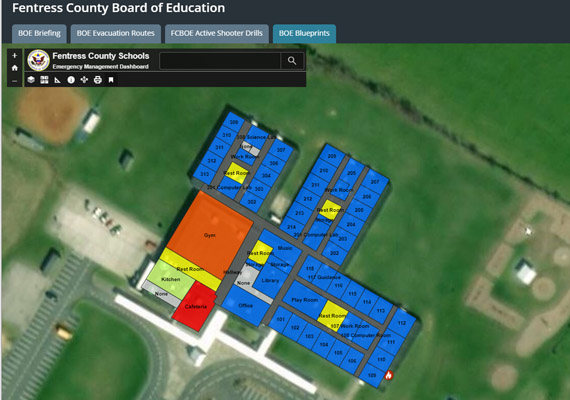 Fentress County Board of Education
BOE Briefing
BOE Evacuation Routes
FCBOE Active Shooter Drills
BOE Blueprints
Fentress County Schools
Emergency Management Dashboard
309
310
308 Science Lab
311
None
307
Work Room
306
312
Rest Room
304
313
301 Computer Lab
303
302
209
210
208
211
207
Work Room
212
206
Rest Room
213
205
214
204
201 Computer Lab
203
202
Gym
Music
Rest Room
Storage
Rest Room
Hallway
118
117 Guidance
Kitchen
None
Library
116
115
None
Play Room
114
113
Cafeteria
Office
Rest Room
112
101
107 Work Room
102
108 Computer Room
103
111
104
105
110
106
109